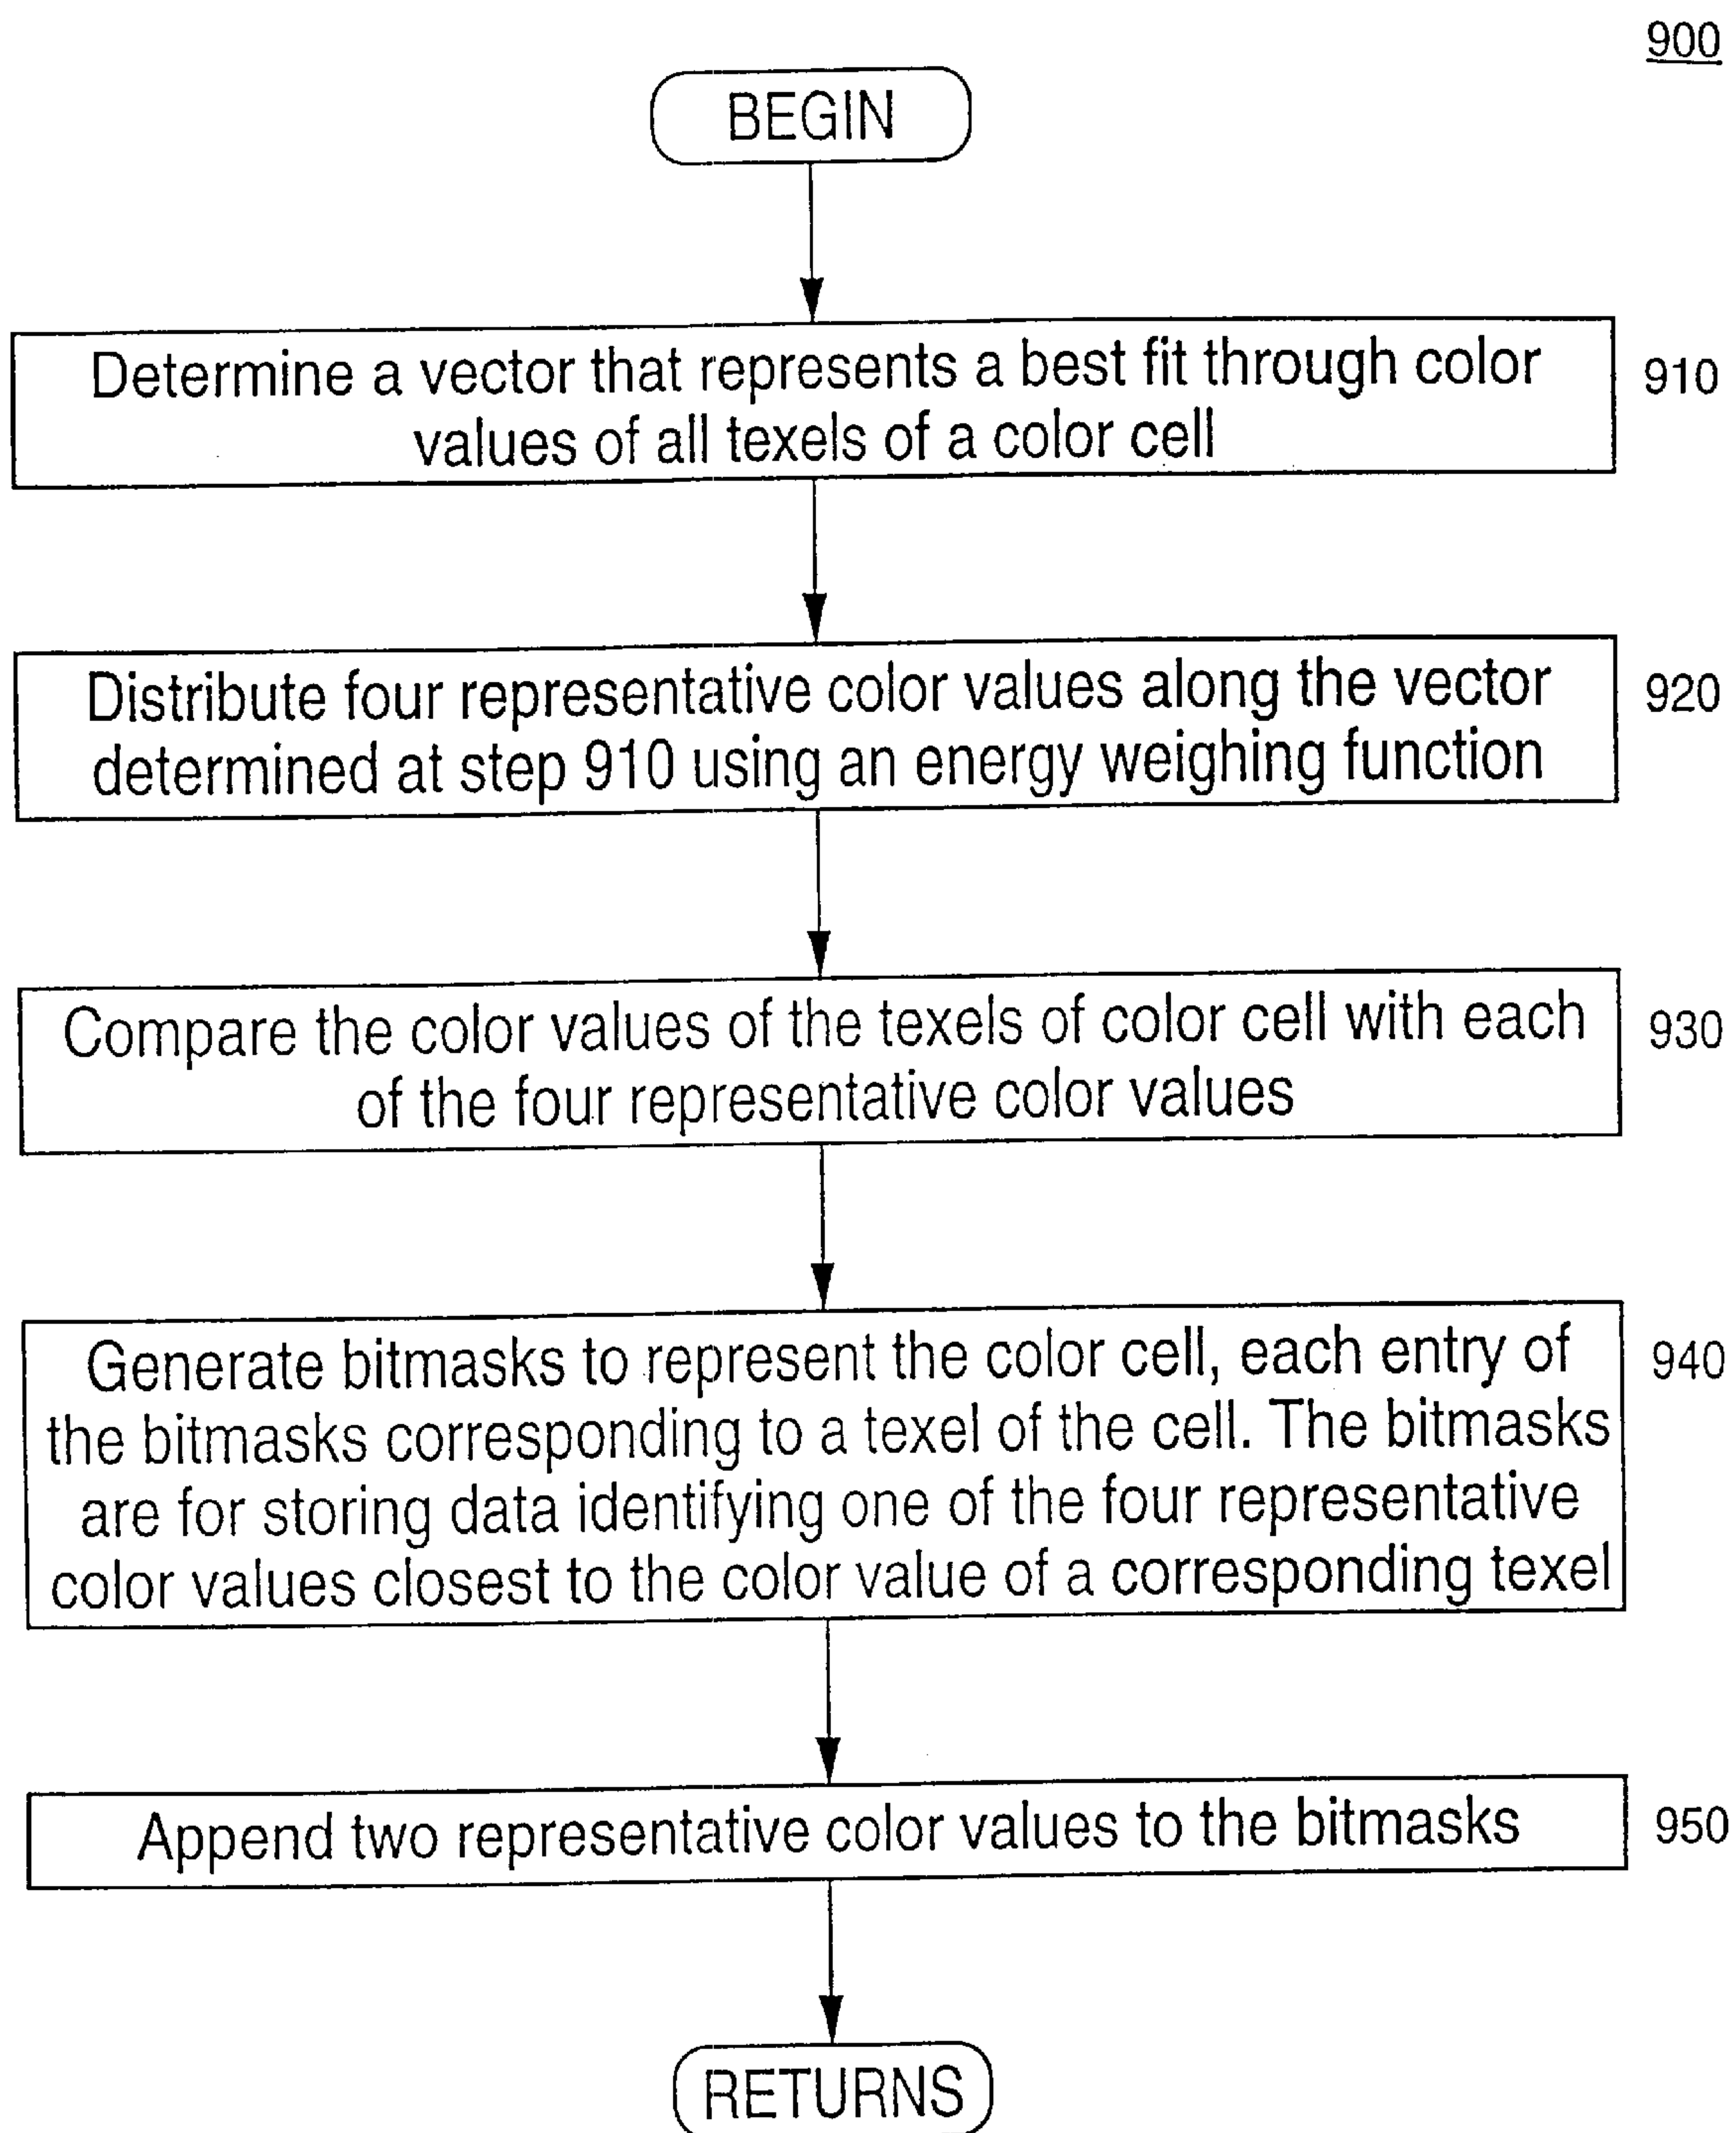 900
BEGIN
Determine a vector that represents a best fit through color
values of all texels of a color cell
910
Distribute four representative color values along the vector
determined at step 910 using an energy weighing function
920
Compare the color values of the texels of color cell with each
of the four representative color values
930
Generate bitmasks to represent the color cell, each entry of
the bitmasks corresponding to a texel of the cell. The bitmasks
are for storing data identifying one of the four representative
color values closest to the color value of a corresponding texel
940
Append two representative color values to the bitmasks
950
RETURNS